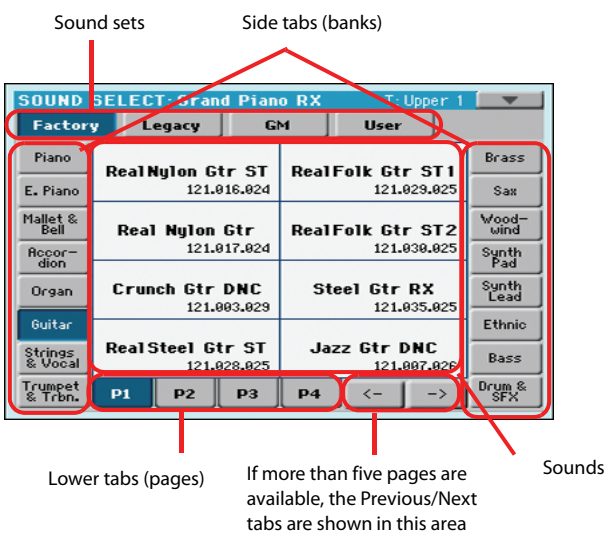 Sound sets
Side tabs (banks)
SOUND SELECT: Grand Piano RX T: Upper 1
Factory Legacy GM User
Piano
E. Piano
Mallet &
Bell
Accor-
dion
Organ
Guitar
Strings
& Vocal
Trumpet
& Trbn.
RealNylon Gtr ST
121.016.024
RealFolk Gtr ST1
121.029.025
Real Nylon Gtr
121.017.024
RealFolk Gtr ST2
121.030.025
Crunch Gtr DNC
121.003.029
Steel Gtr RX
121.035.025
RealSteel Gtr ST
121.028.025
Jazz Gtr DNC
121.007.026
Brass
Sax
Wood-
wind
Synth
Pad
Synth
Lead
Ethnic
Bass
Drum &
SFX
P1 P2 P3 P4 <- ->
Lower tabs (pages)
If more than five pages are
available, the Previous/Next
tabs are shown in this area
Sounds